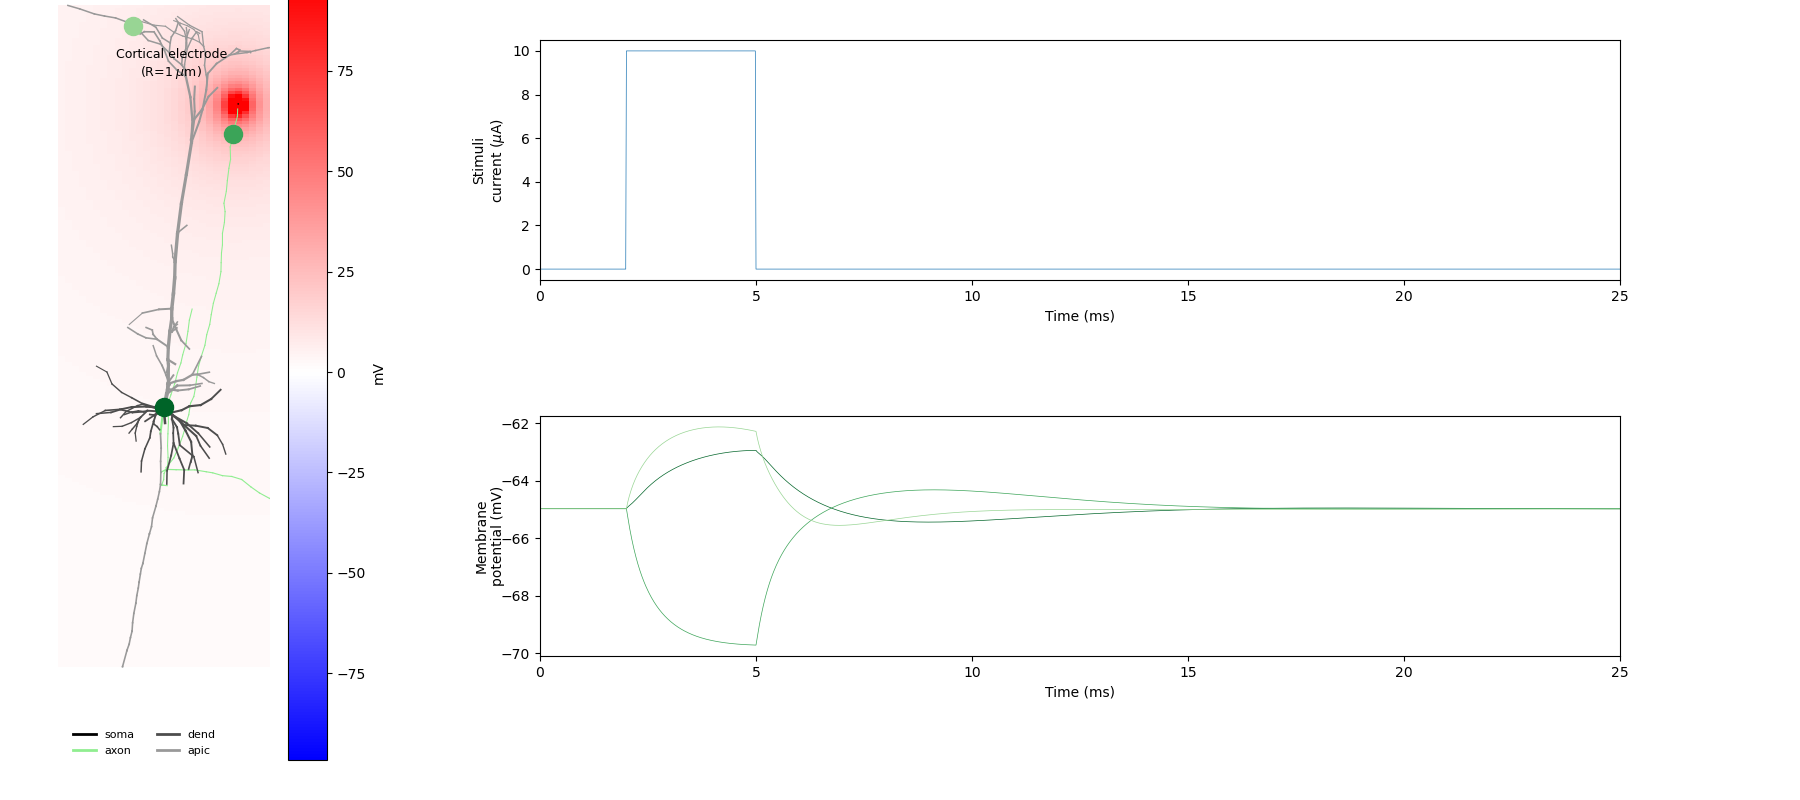 Cortical electrode
(R=1 μm)
75
50
25
0
−25
−50
−75
mV
soma
axon
dend
apic
Stimuli
current (μA)
10
8
6
4
2
0
0
5
10
15
20
25
Time (ms)
Membrane
potential (mV)
−62
−64
−66
−68
−70
0
5
10
15
20
25
Time (ms)